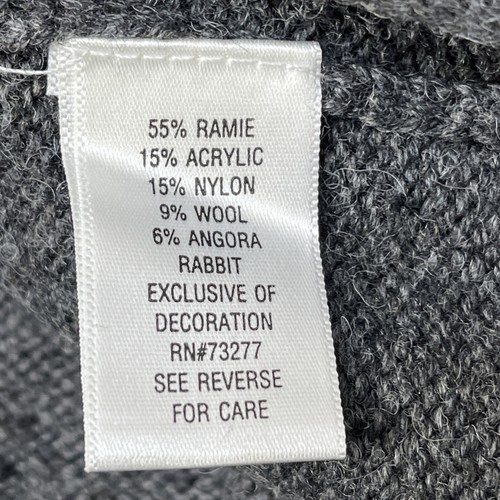 55% RAMIE
15% ACRYLIC
15% NYLON
9% WOOL
6% ANGORA
RABBIT
EXCLUSIVE OF
DECORATION
RN#73277
SEE REVERSE
FOR CARE